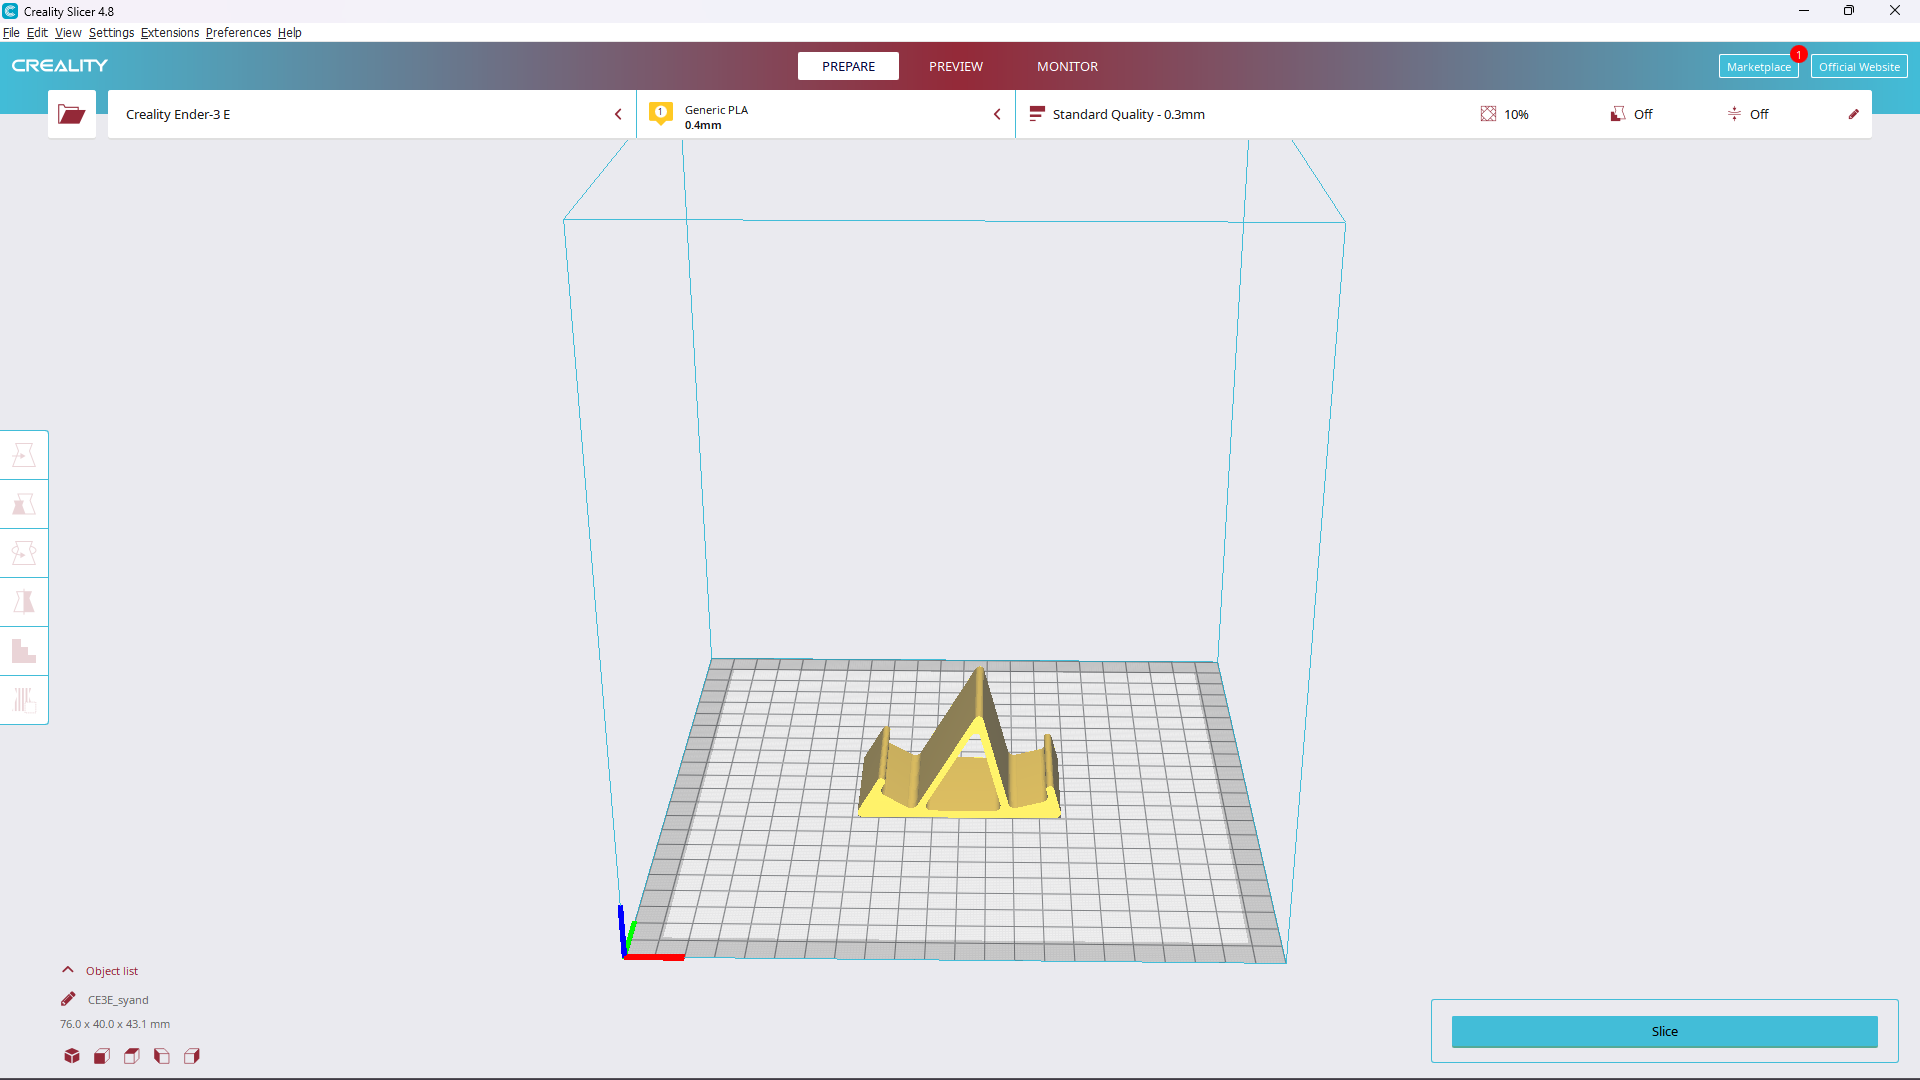 Creality Slicer 4.8
File Edit View Settings Extensions Preferences Help
CREALITY
PREPARE PREVIEW MONITOR
Marketplace 1 Official Website
Creality Ender-3 E
1 Generic PLA
0.4mm
Standard Quality - 0.3mm 10% Off Off
Object list
CE3E_syand
76.0 x 40.0 x 43.1 mm
Slice